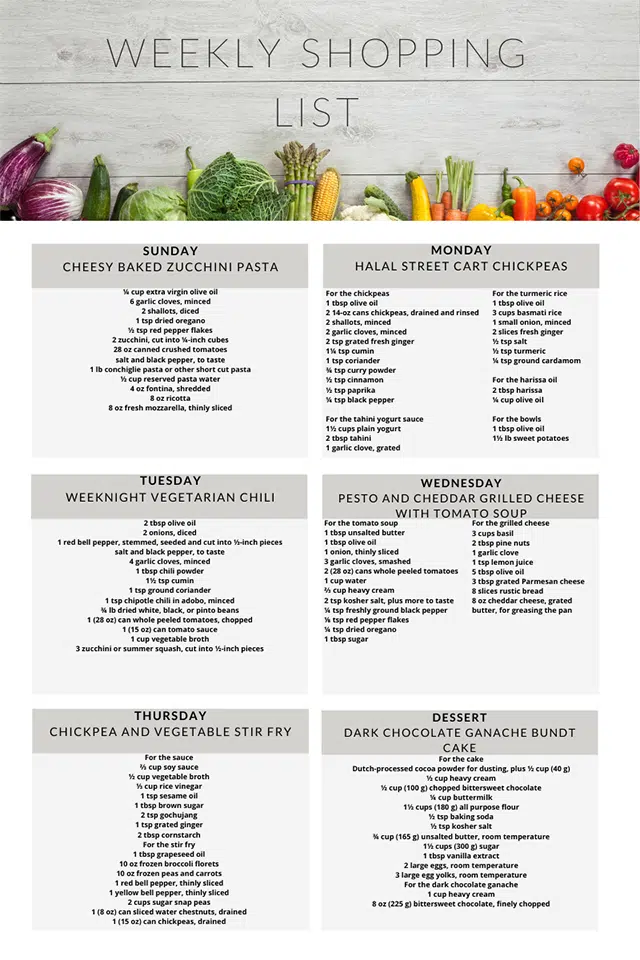 WEEKLY SHOPPING
LIST
SUNDAY
CHEESY BAKED ZUCCHINI PASTA
¼ cup extra virgin olive oil
6 garlic cloves, minced
2 shallots, diced
1 tbsp dried oregano
½ tsp red pepper flakes
2 zucchini, cut into ¼-inch cubes
28 oz canned crushed tomatoes
salt and black pepper, to taste
1 lb conchiglie pasta or other short cut pasta
½ cup reserved pasta water
4 oz fontina, shredded
8 oz ricotta
8 oz fresh mozzarella, thinly sliced
MONDAY
HALAL STREET CART CHICKPEAS
For the chickpeas
1 tbsp olive oil
2 14-oz cans chickpeas, drained and rinsed
2 shallots, minced
2 garlic cloves, minced
2 tsp grated fresh ginger
1¼ tsp cumin
1 tsp coriander
¾ tsp curry powder
½ tsp cinnamon
½ tsp paprika
¼ tsp black pepper
For the tahini yogurt sauce
1½ cups plain yogurt
2 tbsp tahini
1 garlic clove, grated
For the turmeric rice
1 tbsp olive oil
3 cups basmati rice
1 small onion, minced
2 slices fresh ginger
½ tsp salt
½ tsp turmeric
¼ tsp ground cardamom
For the harissa oil
2 tbsp harissa
¼ cup olive oil
For the bowls
1 tbsp olive oil
1½ lb sweet potatoes
TUESDAY
WEEKNIGHT VEGETARIAN CHILI
2 tbsp olive oil
2 onions, diced
1 red bell pepper, stemmed, seeded and cut into ½-inch pieces
salt and black pepper, to taste
4 garlic cloves, minced
1 tbsp chili powder
1½ tsp cumin
1 tsp ground coriander
1 tsp chipotle chili in adobo, minced
¾ lb dried white, black, or pinto beans
1 (28 oz) can whole peeled tomatoes, chopped
1 (15 oz) can tomato sauce
1 cup vegetable broth
3 zucchini or summer squash, cut into ½-inch pieces
WEDNESDAY
PESTO AND CHEDDAR GRILLED CHEESE
WITH TOMATO SOUP
For the tomato soup
1 tbsp unsalted butter
1 tbsp olive oil
1 onion, thinly sliced
3 garlic cloves, smashed
2 (28 oz) cans whole peeled tomatoes
1 cup water
⅔ cup heavy cream
2 tsp kosher salt, plus more to taste
¼ tsp freshly ground black pepper
⅛ tsp red pepper flakes
¼ tsp dried oregano
1 tbsp sugar
For the grilled cheese
3 cups basil
2 tbsp pine nuts
1 garlic clove
1 tsp lemon juice
5 tbsp olive oil
3 tbsp grated Parmesan cheese
8 slices rustic bread
8 oz cheddar cheese, grated
butter, for greasing the pan
THURSDAY
CHICKPEA AND VEGETABLE STIR FRY
For the sauce
⅔ cup soy sauce
½ cup vegetable broth
⅓ cup rice vinegar
1 tsp sesame oil
1 tbsp brown sugar
2 tsp gochujang
1 tsp grated ginger
2 tbsp cornstarch
For the stir fry
1 tbsp grapeseed oil
10 oz frozen broccoli florets
10 oz frozen peas and carrots
1 red bell pepper, thinly sliced
1 yellow bell pepper, thinly sliced
2 cups sugar snap peas
1 (8 oz) can sliced water chestnuts, drained
1 (15 oz) can chickpeas, drained
DESSERT
DARK CHOCOLATE GANACHE BUNDT
CAKE
For the cake
Dutch-processed cocoa powder for dusting, plus ½ cup (40 g)
½ cup heavy cream
½ cup (100 g) chopped bittersweet chocolate
¼ cup buttermilk
1½ cups (180 g) all purpose flour
½ tsp baking soda
½ tsp kosher salt
¾ cup (165 g) unsalted butter, room temperature
1½ cups (300 g) sugar
1 tbsp vanilla extract
2 large eggs, room temperature
3 large egg yolks, room temperature
For the dark chocolate ganache
1 cup heavy cream
8 oz (225 g) bittersweet chocolate, finely chopped